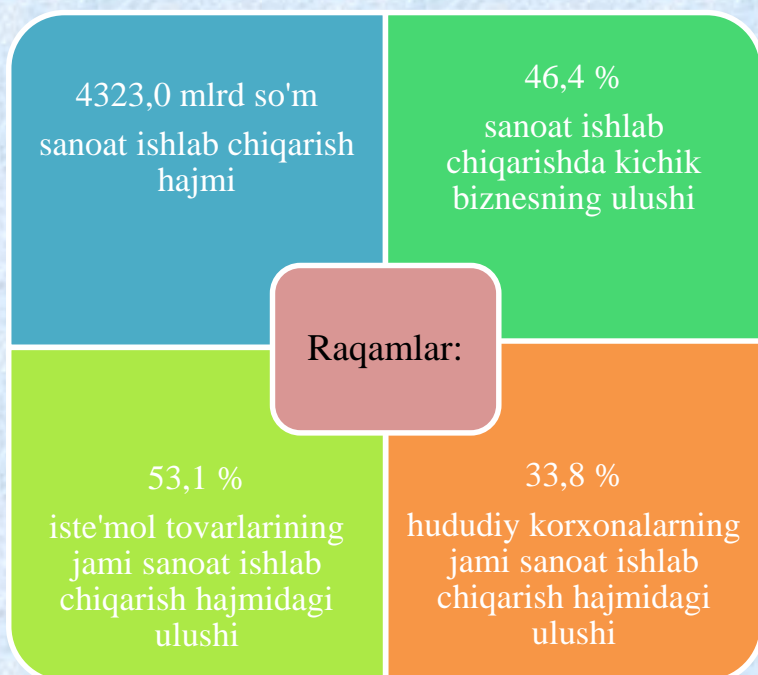 4323,0 mlrd so'm
sanoat ishlab chiqarish
hajmi
46,4 %
sanoat ishlab
chiqarishda kichik
biznesning ulushi
Raqamlar:
53,1 %
iste'mol tovarlarining
jami sanoat ishlab
chiqarish hajmidagi
ulushi
33,8 %
hududiy korxonalarning
jami sanoat ishlab
chiqarish hajmidagi
ulushi